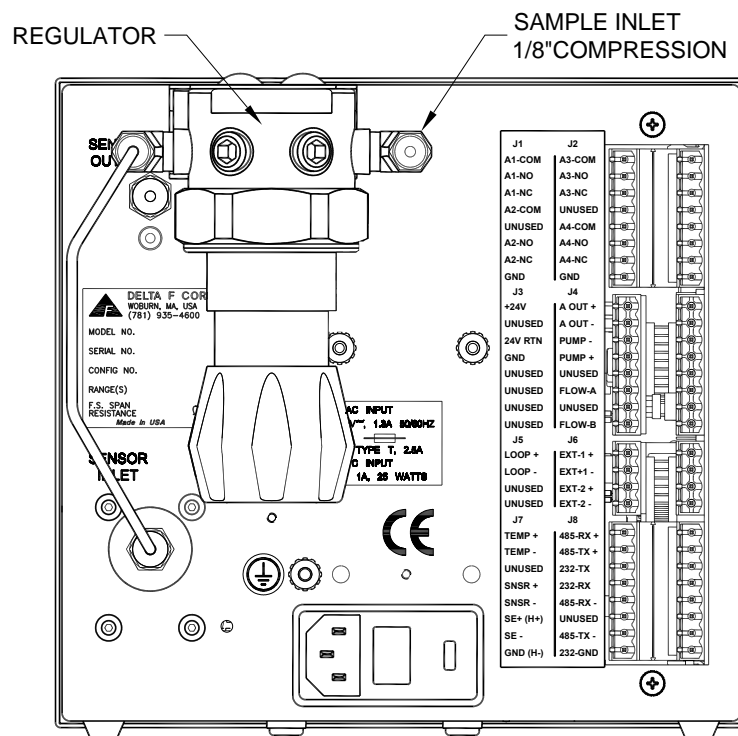 REGULATOR
SAMPLE INLET
1/8"COMPRESSION
SEN
OU
DELTA F COR
WOBURN, MA, USA
(781) 935-4600
MODEL NO.
SERIAL NO.
CONFIG NO.
RANGE(S)
F.S. SPAN
RESISTANCE
Made In USA
SENSOR
INLET
AC INPUT
V~, 1.9A 50/60HZ
TYPE T, 2.5A
C INPUT
1A, 25 WATTS
CE
J1 J2
A1-COM A3-COM
A1-NO A3-NO
A1-NC A3-NC
A2-COM UNUSED
UNUSED A4-COM
A2-NO A4-NO
A2-NC A4-NC
GND GND
J3 J4
+24V A OUT +
UNUSED A OUT -
24V RTN PUMP -
GND PUMP +
UNUSED UNUSED
UNUSED FLOW-A
UNUSED UNUSED
UNUSED FLOW-B
J5 J6
LOOP + EXT-1 +
LOOP - EXT+1 -
UNUSED EXT-2 +
UNUSED EXT-2 -
J7 J8
TEMP + 485-RX +
TEMP - 485-TX +
UNUSED 232-TX
SNSR + 232-RX
SNSR - 485-RX -
SE+ (H+) UNUSED
SE - 485-TX -
GND (H-) 232-GND